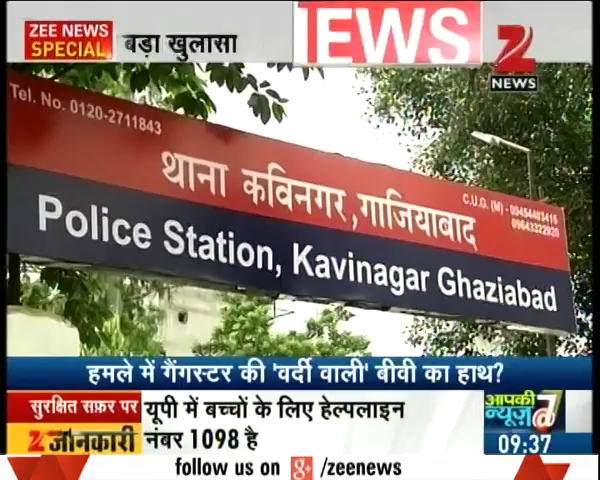 ZEE NEWS
SPECIAL
बड़ा खुलासा
NEWS
Z
NEWS
Tel. No. 0120-2711843
थाना कविनगर, गाजियाबाद
C.U.G. (M) - 09454403416
09643322920
Police Station, Kavinagar Ghaziabad
हमले में गैंगस्टर की 'वर्दी वाली' बीवी का हाथ?
सुरक्षित सफ़र पर
जानकारी
यूपी में बच्चों के लिए हेल्पलाइन
नंबर 1098 है
आपकी
न्यूज़ @ 7
09:37
follow us on g+ /zeenews